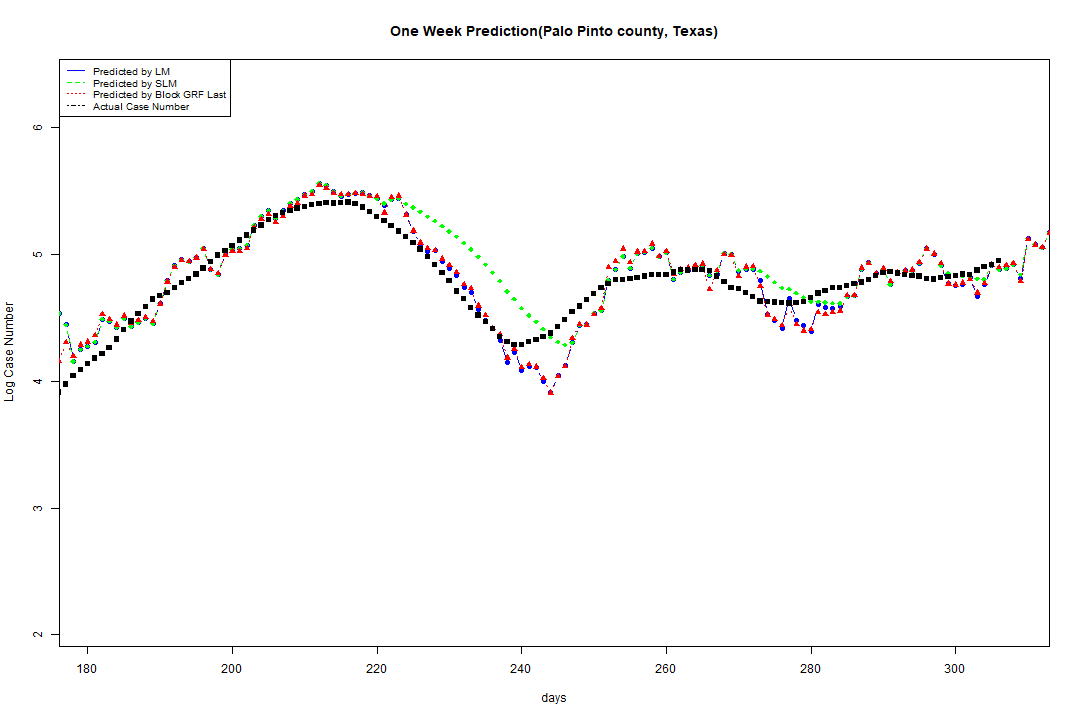 One Week Prediction(Palo Pinto county, Texas)
Predicted by LM
Predicted by SLM
Predicted by Block GRF Last
Actual Case Number
6
5
4
3
2
Log Case Number
180 200 220 240 260 280 300
days